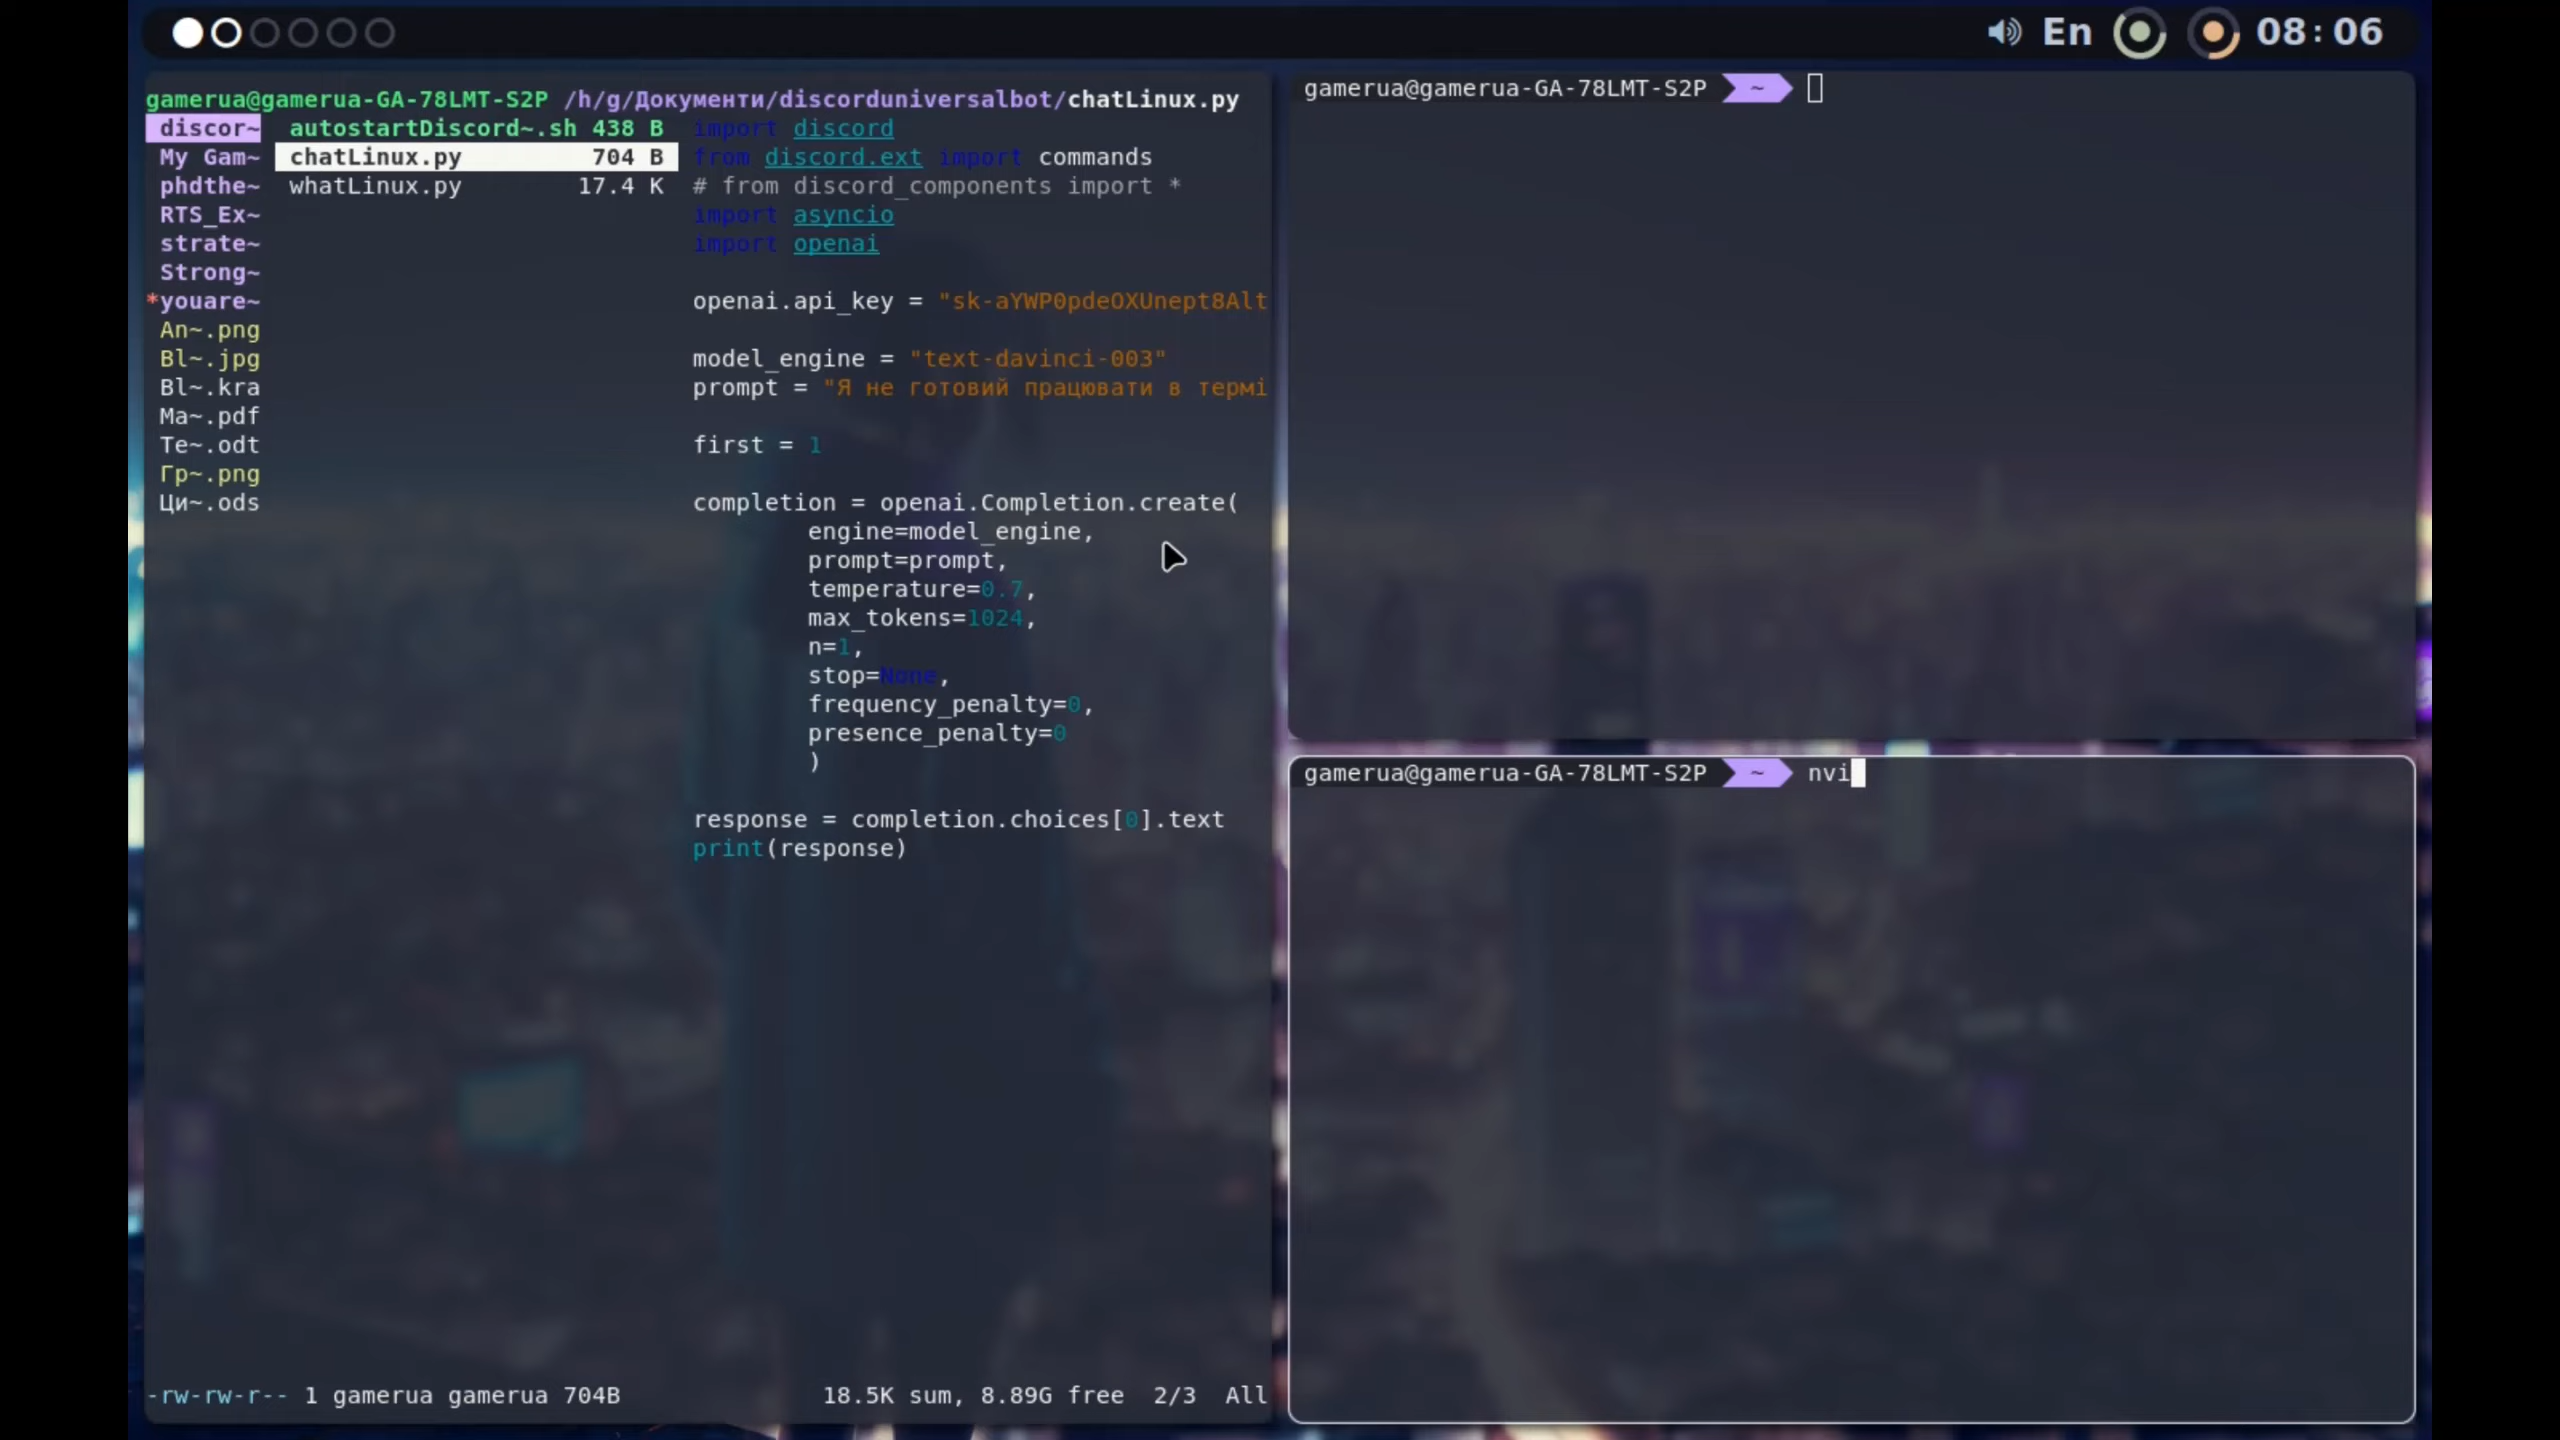 En 08:06
gamerua@gamerua-GA-78LMT-S2P /h/g/Документи/discorduniversalbot/chatLinux.py
discor~
My Gam~
phdthe~
RTS_Ex~
strate~
Strong~
*youare~
An~.png
Bl~.jpg
Bl~.kra
Ma~.pdf
Te~.odt
Гр~.png
Ци~.ods
autostartDiscord~.sh 438 B
chatLinux.py 704 B
whatLinux.py 17.4 K
import discord
from discord.ext import commands
# from discord_components import *
import asyncio
import openai
openai.api_key = "sk-aYWP0pdeOXUnept8Alt
model_engine = "text-davinci-003"
prompt = "Я не готовий працювати в термі
first = 1
completion = openai.Completion.create(
engine=model_engine,
prompt=prompt,
temperature=0.7,
max_tokens=1024,
n=1,
stop=None,
frequency_penalty=0,
presence_penalty=0
)
response = completion.choices[0].text
print(response)
-rw-rw-r-- 1 gamerua gamerua 704B 18.5K sum, 8.89G free 2/3 All
gamerua@gamerua-GA-78LMT-S2P ~
gamerua@gamerua-GA-78LMT-S2P ~ nvi